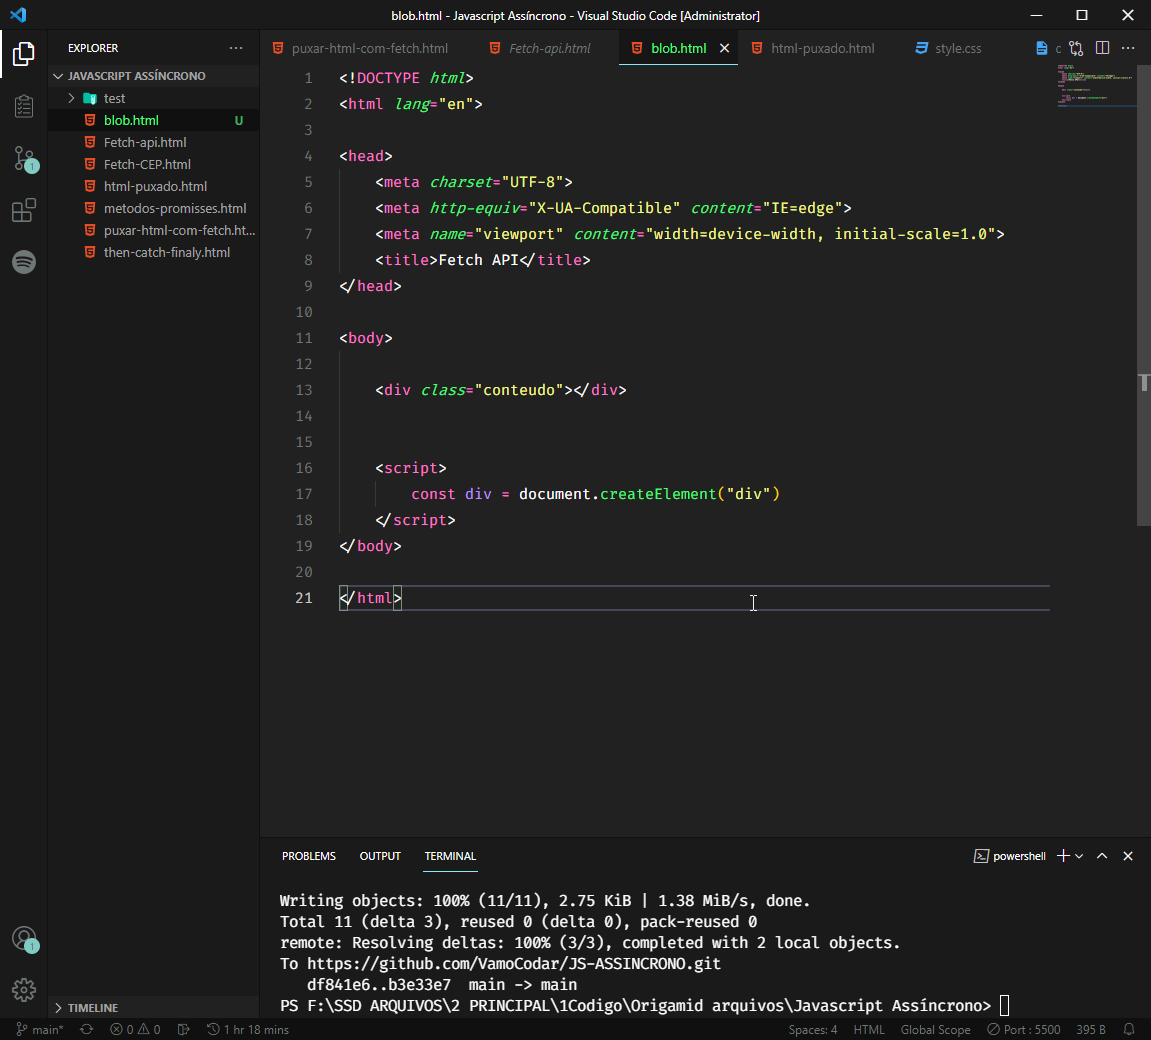 blob.html - Javascript Assíncrono - Visual Studio Code [Administrator]
EXPLORER
JAVASCRIPT ASSÍNCRONO
test
blob.html U
Fetch-api.html
Fetch-CEP.html
html-puxado.html
metodos-promisses.html
puxar-html-com-fetch.ht...
then-catch-finaly.html
TIMELINE
1
1
puxar-html-com-fetch.html Fetch-api.html blob.html html-puxado.html style.css c
1 <!DOCTYPE html>
2 <html lang="en">
3
4 <head>
5 <meta charset="UTF-8">
6 <meta http-equiv="X-UA-Compatible" content="IE=edge">
7 <meta name="viewport" content="width=device-width, initial-scale=1.0">
8 <title>Fetch API</title>
9 </head>
10
11 <body>
12
13 <div class="conteudo"></div>
14
15
16 <script>
17 const div = document.createElement("div")
18 </script>
19 </body>
20
21 </html>
PROBLEMS OUTPUT TERMINAL powershell
Writing objects: 100% (11/11), 2.75 KiB | 1.38 MiB/s, done.
Total 11 (delta 3), reused 0 (delta 0), pack-reused 0
remote: Resolving deltas: 100% (3/3), completed with 2 local objects.
To https://github.com/VamoCodar/JS-ASSINCRONO.git
df841e6..b3e33e7 main -> main
PS F:\SSD ARQUIVOS\2 PRINCIPAL\1Codigo\Origamid arquivos\Javascript Assíncrono>
main* 0 0 1 hr 18 mins Spaces: 4 HTML Global Scope Port : 5500 395 B